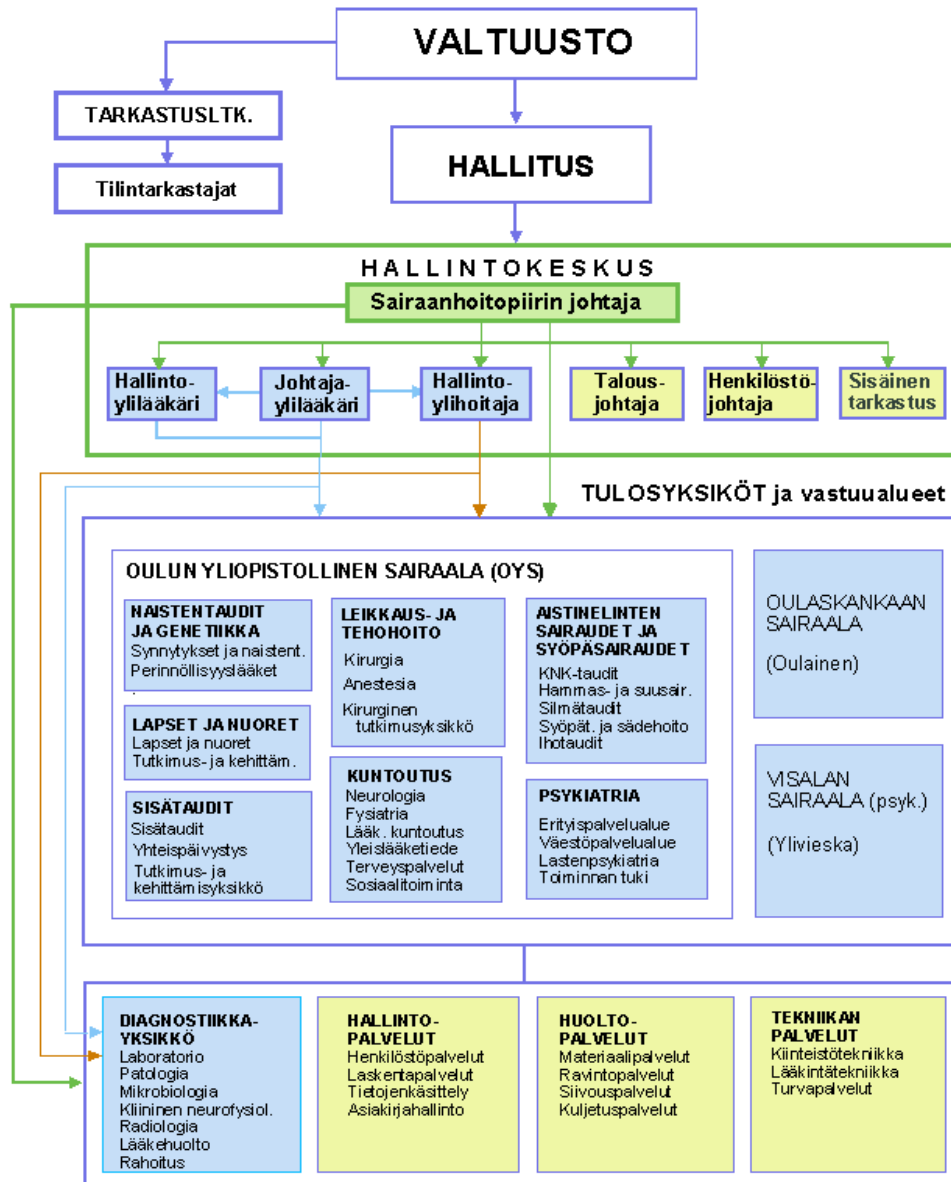 VALTUUSTO
TARKASTUSLTK.
Tilintarkastajat
HALLITUS
HALLINTOKESKUS
Sairaanhoitopiirin johtaja
Hallinto-
ylilääkäri
Johtaja-
ylilääkäri
Hallinto-
ylihoitaja
Talous-
johtaja
Henkilöstö-
johtaja
Sisäinen
tarkastus
TULOSYKSIKÖT ja vastuualueet
OULUN YLIOPISTOLLINEN SAIRAALA (OYS)
NAISTENTAUDIT
JA GENETIIKKA
Synnytykset ja naistent.
Perinnöllisyyslääket
.
LAPSET JA NUORET
Lapset ja nuoret
Tutkimus- ja kehittäm.
SISÄTAUDIT
Sisätaudit
Yhteispäivystys
Tutkimus- ja
kehittämisyksikkö
LEIKKAUS- JA
TEHOHOITO
Kirurgia
Anestesia
Kirurginen
tutkimusyksikkö
KUNTOUTUS
Neurologia
Fysiatria
Lääk. kuntoutus
Yleislääketiede
Terveyspalvelut
Sosiaalitoiminta
AISTINELINTEN
SAIRAUDET JA
SYÖPÄSAIRAUDET
KNK-taudit
Hammas- ja suusair.
Silmätaudit
Syöpät. ja sädehoito
Ihotaudit
PSYKIATRIA
Erityispalvelualue
Väestöpalvelualue
Lastenpsykiatria
Toiminnan tuki
OULASKANKAAN
SAIRAALA
(Oulainen)
VISALAN
SAIRAALA (psyk.)
(Ylivieska)
DIAGNOSTIIKKA-
YKSIKKÖ
Laboratorio
Patologia
Mikrobiologia
Kliininen neurofysiol.
Radiologia
Lääkehuolto
Rahoitus
HALLINTO-
PALVELUT
Henkilöstöpalvelut
Laskentapalvelut
Tietojenkäsittely
Asiakirjahallinto
HUOLTO-
PALVELUT
Materiaalipalvelut
Ravintopalvelut
Siivouspalvelut
Kuljetuspalvelut
TEKNIIKAN
PALVELUT
Kiinteistötekniikka
Lääkintätekniikka
Turvapalvelut